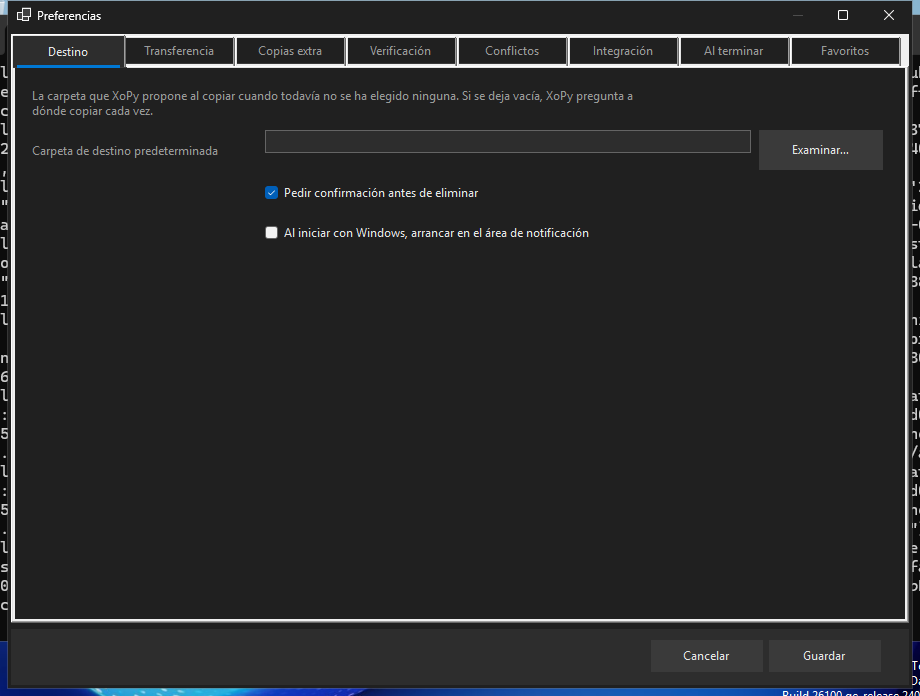 Preferencias
Destino
Transferencia
Copias extra
Verificación
Conflictos
Integración
Al terminar
Favoritos
La carpeta que XoPy propone al copiar cuando todavía no se ha elegido ninguna. Si se deja vacía, XoPy pregunta a
dónde copiar cada vez.
Carpeta de destino predeterminada
Examinar...
Pedir confirmación antes de eliminar
Al iniciar con Windows, arrancar en el área de notificación
Cancelar
Guardar